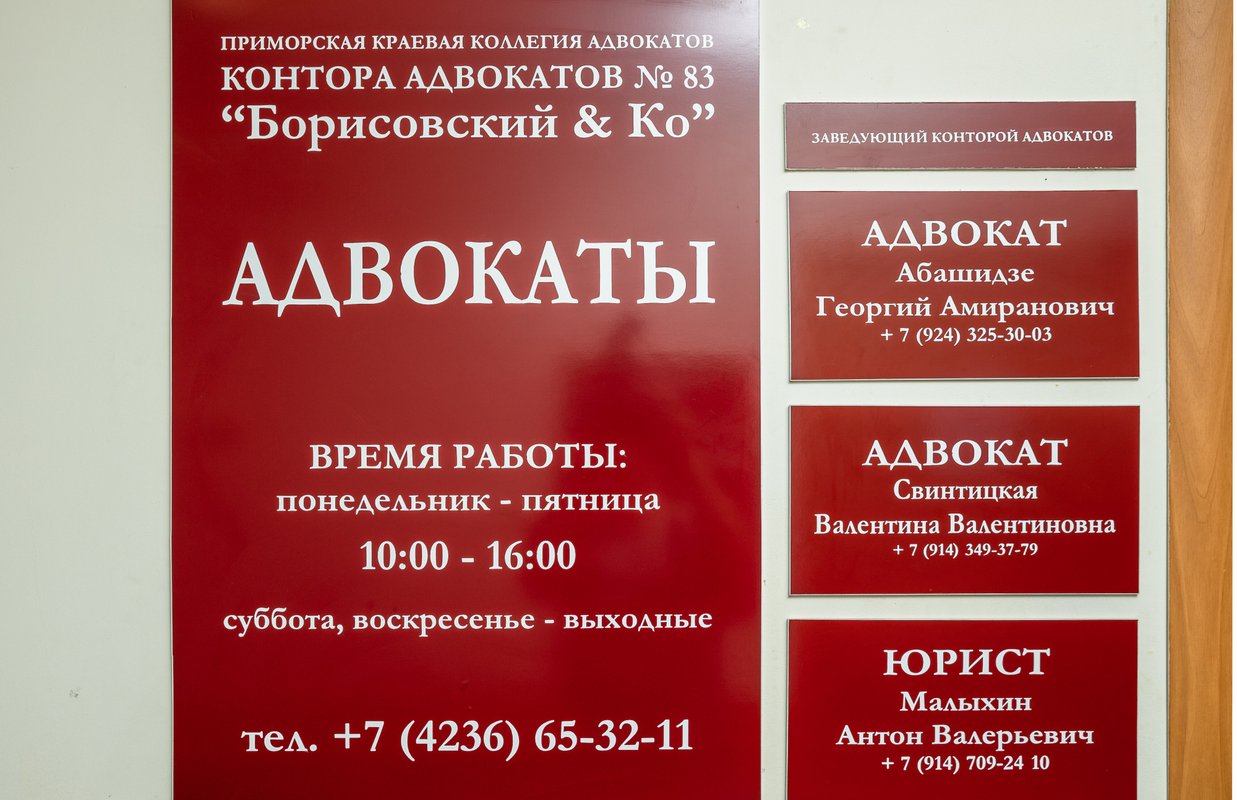 ПРИМОРСКАЯ КРАЕВАЯ КОЛЛЕГИЯ АДВОКАТОВ
КОНТОРА АДВОКАТОВ № 83
“Борисовский & Ко”
АДВОКАТЫ
ВРЕМЯ РАБОТЫ:
понедельник - пятница
10:00 - 16:00
суббота, воскресенье - выходные
тел. +7 (4236) 65-32-11
ЗАВЕДУЮЩИЙ КОНТОРОЙ АДВОКАТОВ
АДВОКАТ
Абашидзе
Георгий Амиранович
+ 7 (924) 325-30-03
АДВОКАТ
Свинтицкая
Валентина Валентиновна
+ 7 (914) 349-37-79
ЮРИСТ
Малыхин
Антон Валерьевич
+ 7 (914) 709-24 10